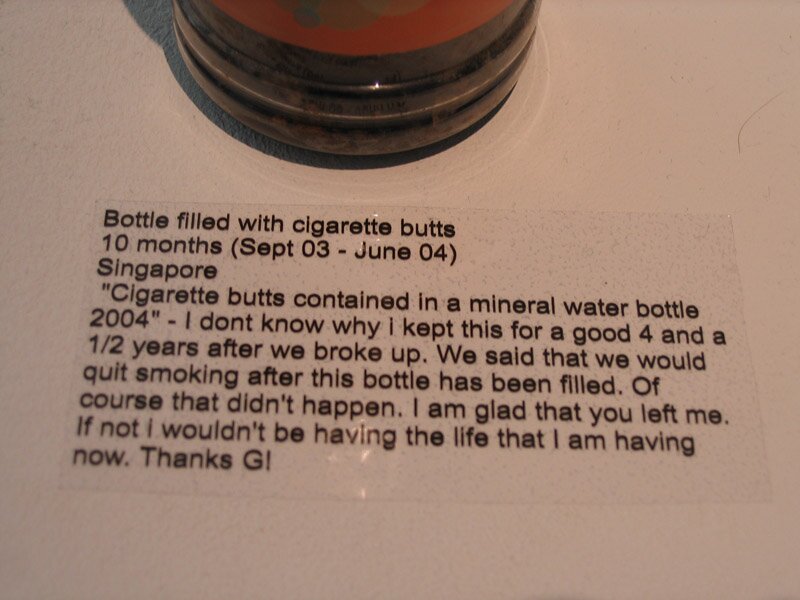 Bottle filled with cigarette butts
10 months (Sept 03 - June 04)
Singapore
"Cigarette butts contained in a mineral water bottle
2004" - I dont know why i kept this for a good 4 and a
1/2 years after we broke up. We said that we would
quit smoking after this bottle has been filled. Of
course that didn't happen. I am glad that you left me.
If not i wouldn't be having the life that I am having
now. Thanks G!